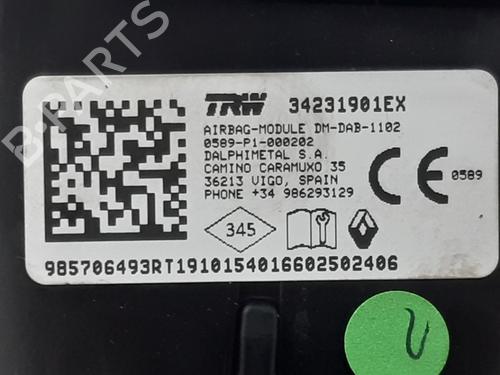 B-PARTS
TRW 34231901EX
AIRBAG-MODULE DM-DAB-1102
0589-P1-000202
DALPHIMETAL S.A.
CAMINO CARAMUXO 35
36213 VIGO, SPAIN
PHONE +34 986293129
CE 0589
345
985706493RT1910154016602502406
U